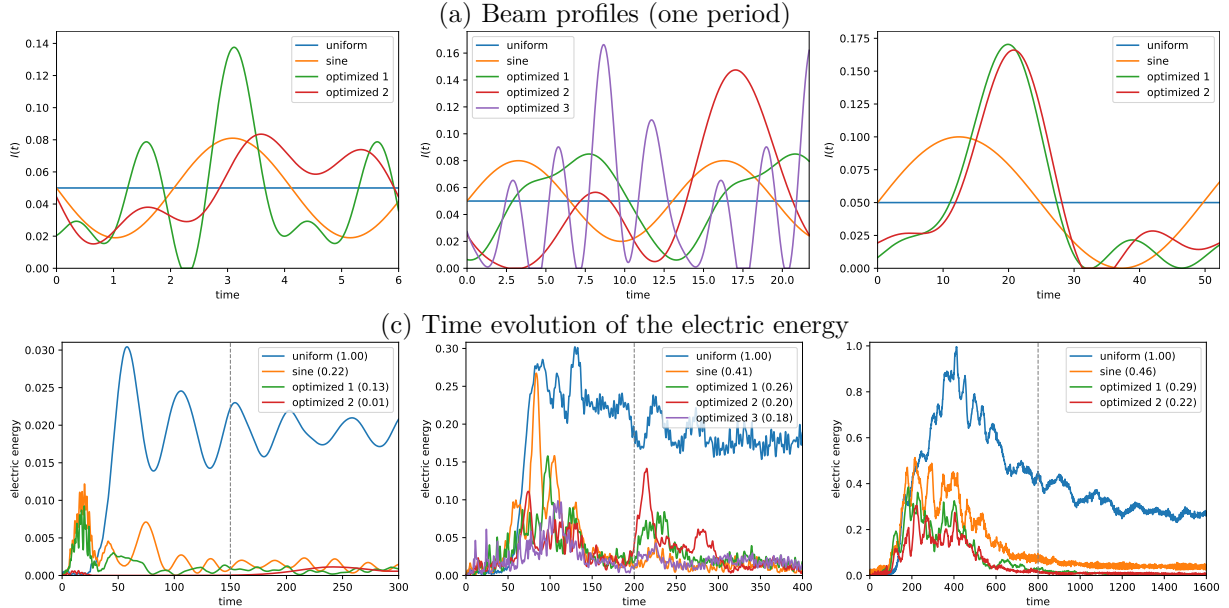 (a) Beam profiles (one period)
0.14
0.12
0.10
0.08
0.06
0.04
0.02
0.00
I(t)
0 1 2 3 4 5 6
time
uniform
sine
optimized 1
optimized 2
0.16
0.14
0.12
0.10
0.08
0.06
0.04
0.02
0.00
I(t)
0.0 2.5 5.0 7.5 10.0 12.5 15.0 17.5 20.0
time
uniform
sine
optimized 1
optimized 2
optimized 3
0.175
0.150
0.125
0.100
0.075
0.050
0.025
0.000
I(t)
0 10 20 30 40 50
time
uniform
sine
optimized 1
optimized 2
(c) Time evolution of the electric energy
0.030
0.025
0.020
0.015
0.010
0.005
0.000
electric energy
0 50 100 150 200 250 300
time
uniform (1.00)
sine (0.22)
optimized 1 (0.13)
optimized 2 (0.01)
0.30
0.25
0.20
0.15
0.10
0.05
0.00
electric energy
0 50 100 150 200 250 300 350 400
time
uniform (1.00)
sine (0.41)
optimized 1 (0.26)
optimized 2 (0.20)
optimized 3 (0.18)
1.0
0.8
0.6
0.4
0.2
0.0
electric energy
0 200 400 600 800 1000 1200 1400 1600
time
uniform (1.00)
sine (0.46)
optimized 1 (0.29)
optimized 2 (0.22)